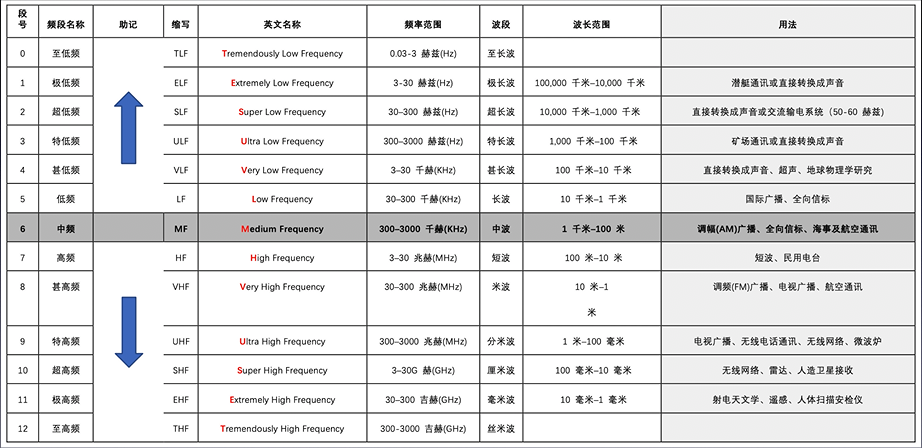 段号 频段名称 助记 缩写 英文名称 频率范围 波段 波长范围 用法
0 至低频 TLF Tremendously Low Frequency 0.03-3 赫兹(Hz) 至长波
1 极低频 ELF Extremely Low Frequency 3-30 赫兹(Hz) 极长波 100,000 千米–10,000 千米 潜艇通讯或直接转换成声音
2 超低频 SLF Super Low Frequency 30–300 赫兹(Hz) 超长波 10,000 千米–1,000 千米 直接转换成声音或交流输电系统（50-60 赫兹)
3 特低频 ULF Ultra Low Frequency 300–3000 赫兹(Hz) 特长波 1,000 千米–100 千米 矿场通讯或直接转换成声音
4 甚低频 VLF Very Low Frequency 3–30 千赫(KHz) 甚长波 100 千米–10 千米 直接转换成声音、超声、地球物理学研究
5 低频 LF Low Frequency 30–300 千赫(KHz) 长波 10 千米–1 千米 国际广播、全向信标
6 中频 MF Medium Frequency 300–3000 千赫(KHz) 中波 1 千米–100 米 调幅(AM)广播、全向信标、海事及航空通讯
7 高频 HF High Frequency 3–30 兆赫(MHz) 短波 100 米–10 米 短波、民用电台
8 甚高频 VHF Very High Frequency 30–300 兆赫(MHz) 米波 10 米–1 调频(FM)广播、电视广播、航空通讯
米
9 特高频 UHF Ultra High Frequency 300–3000 兆赫(MHz) 分米波 1 米–100 毫米 电视广播、无线电话通讯、无线网络、微波炉
10 超高频 SHF Super High Frequency 3–30G 赫(GHz) 厘米波 100 毫米–10 毫米 无线网络、雷达、人造卫星接收
11 极高频 EHF Extremely High Frequency 30–300 吉赫(GHz) 毫米波 10 毫米–1 毫米 射电天文学、遥感、人体扫描安检仪
12 至高频 THF Tremendously High Frequency 300-3000 吉赫(GHz) 丝米波